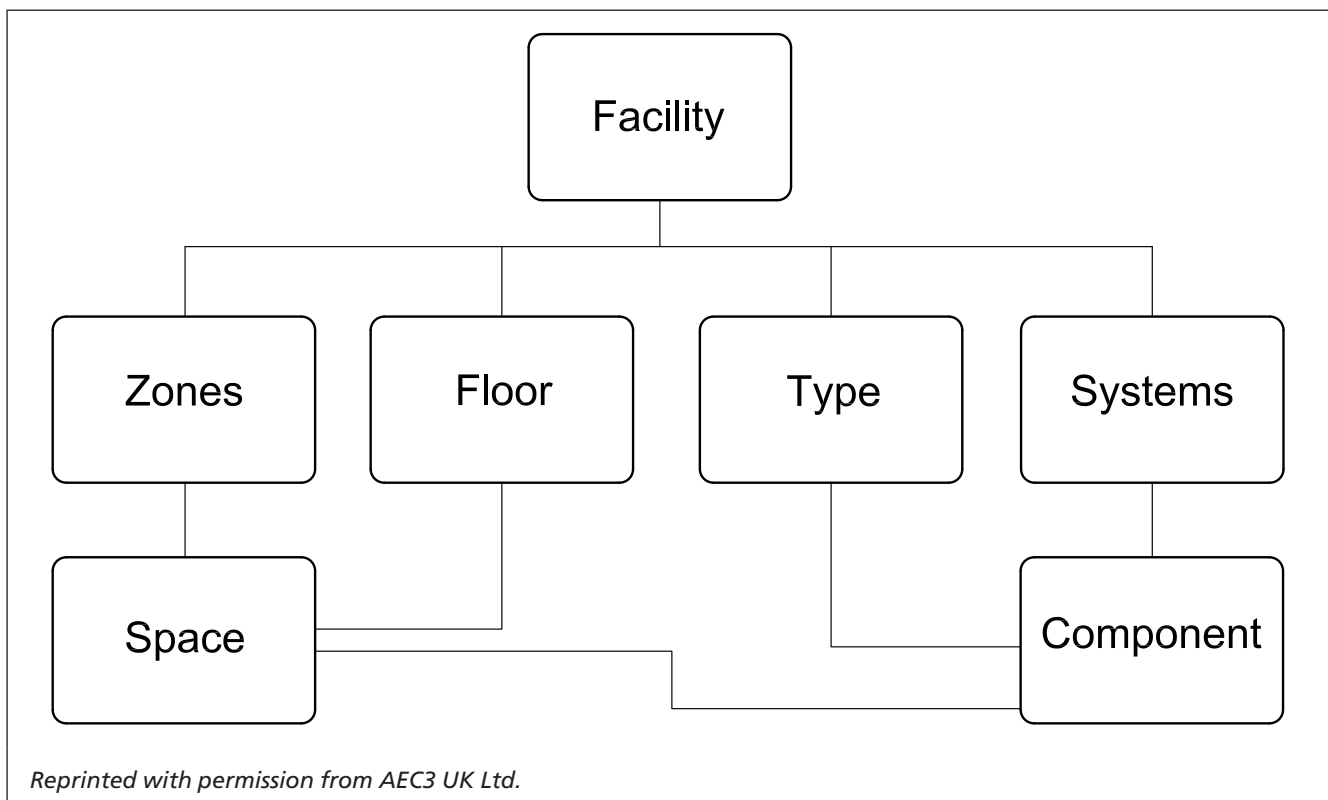 Facility
Zones
Floor
Type
Systems
Space
Component
Reprinted with permission from AEC3 UK Ltd.